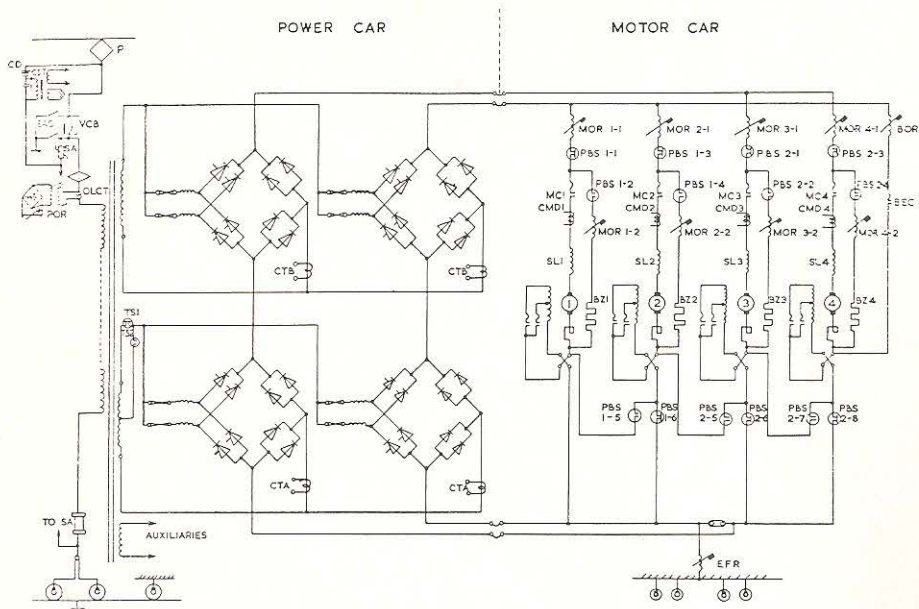 POWER CAR
MOTOR CAR
P
CD
VCB
OLCT
POR
MOR 1-1
MOR 2-1
MOR 3-1
MOR 4-1
BOR
PBS 1-1
PBS 1-3
PBS 2-1
PBS 2-3
PBS 1-2
PBS 1-4
PBS 2-2
MC1
MC2
MC3
MC4
BEC
CMD1
CMD2
CMD3
CMD4
MOR 1-2
MOR 2-2
MOR 3-2
MOR 4-2
SL1
SL2
SL3
SL4
CTB
CTB
BZ1
BZ2
BZ3
BZ4
1
2
3
4
TS1
PBS 1-5
PBS 1-6
PBS 2-5
PBS 2-6
PBS 2-7
PBS 2-8
CTA
CTA
TO SA
AUXILIARIES
EFR